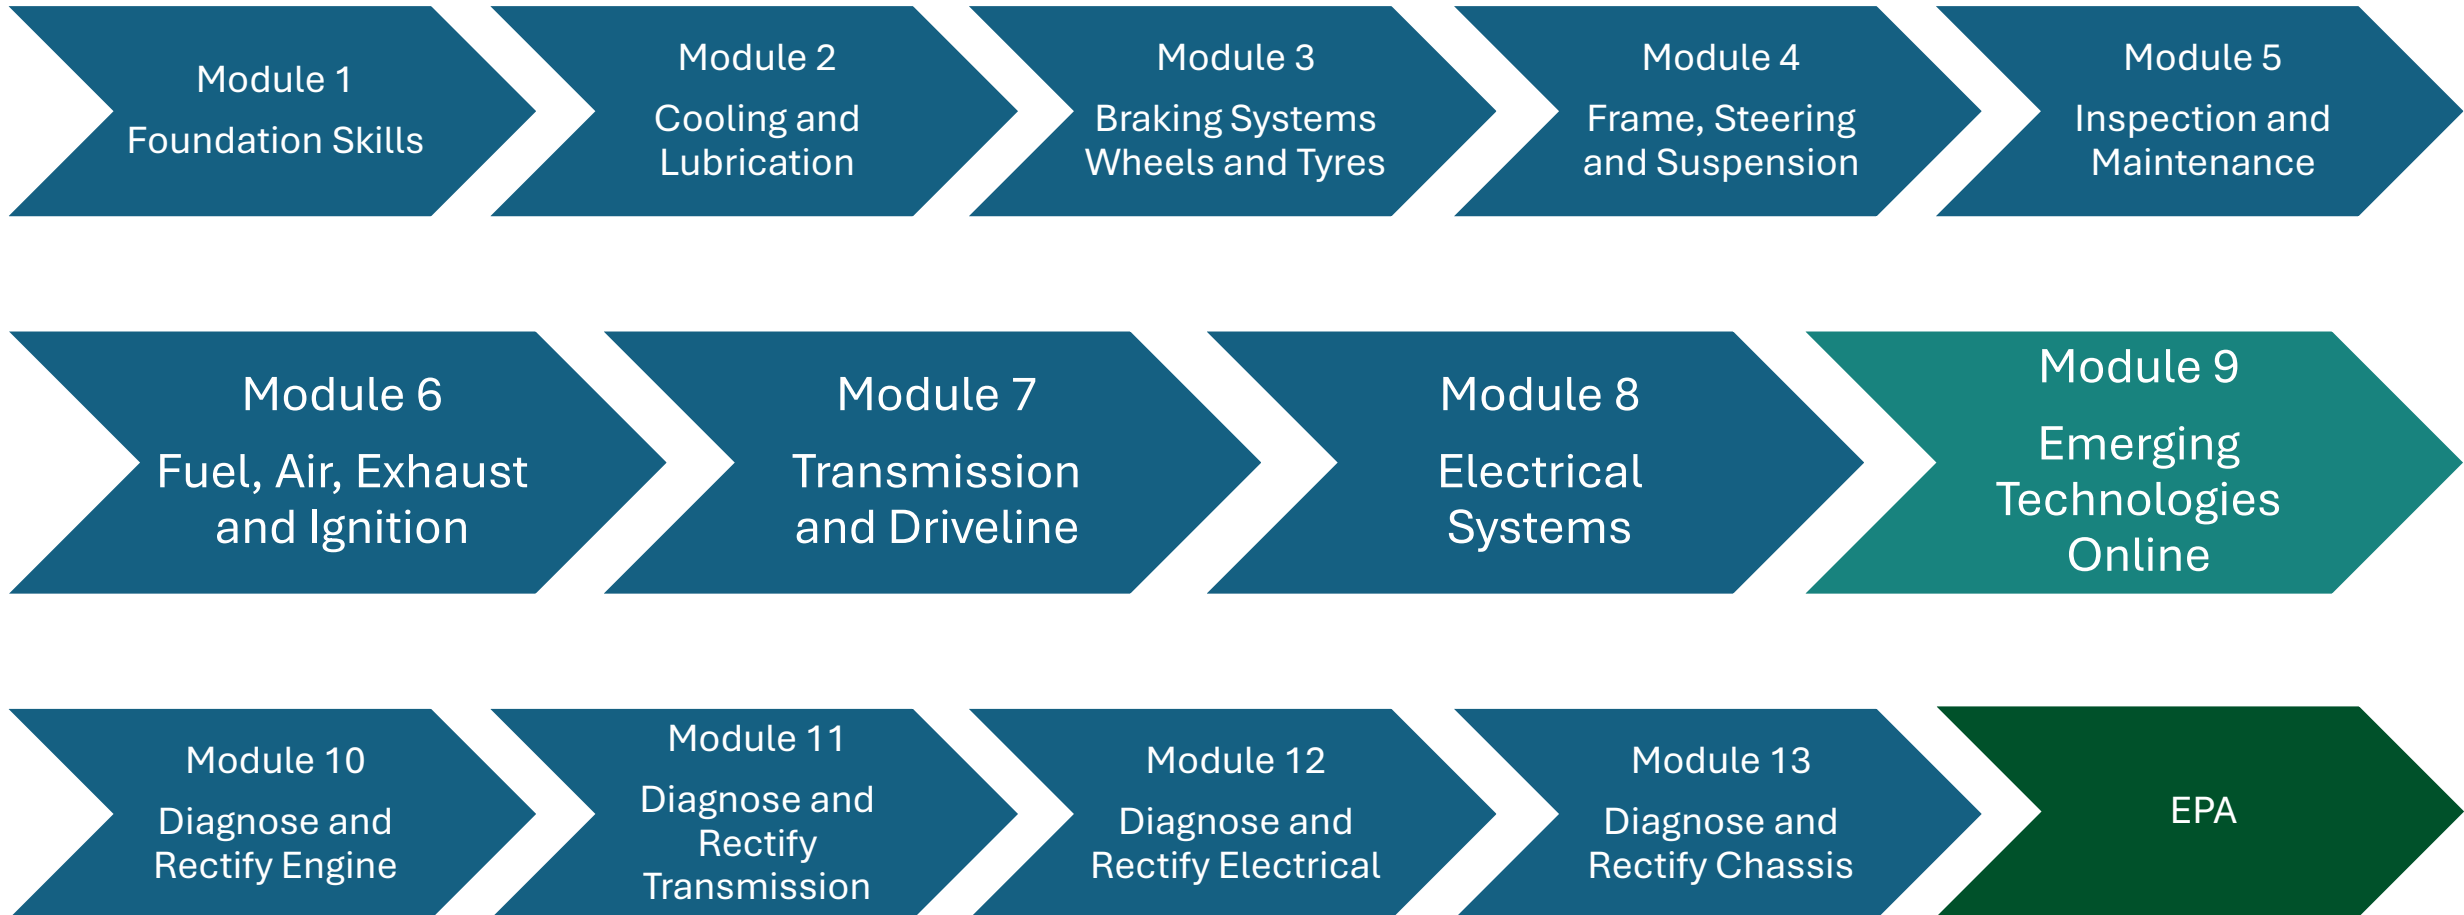 Module 1
Foundation Skills
Module 2
Cooling and
Lubrication
Module 3
Braking Systems
Wheels and Tyres
Module 4
Frame, Steering
and Suspension
Module 5
Inspection and
Maintenance
Module 6
Fuel, Air, Exhaust
and Ignition
Module 7
Transmission
and Driveline
Module 8
Electrical
Systems
Module 9
Emerging
Technologies
Online
Module 10
Diagnose and
Rectify Engine
Module 11
Diagnose and
Rectify
Transmission
Module 12
Diagnose and
Rectify Electrical
Module 13
Diagnose and
Rectify Chassis
EPA